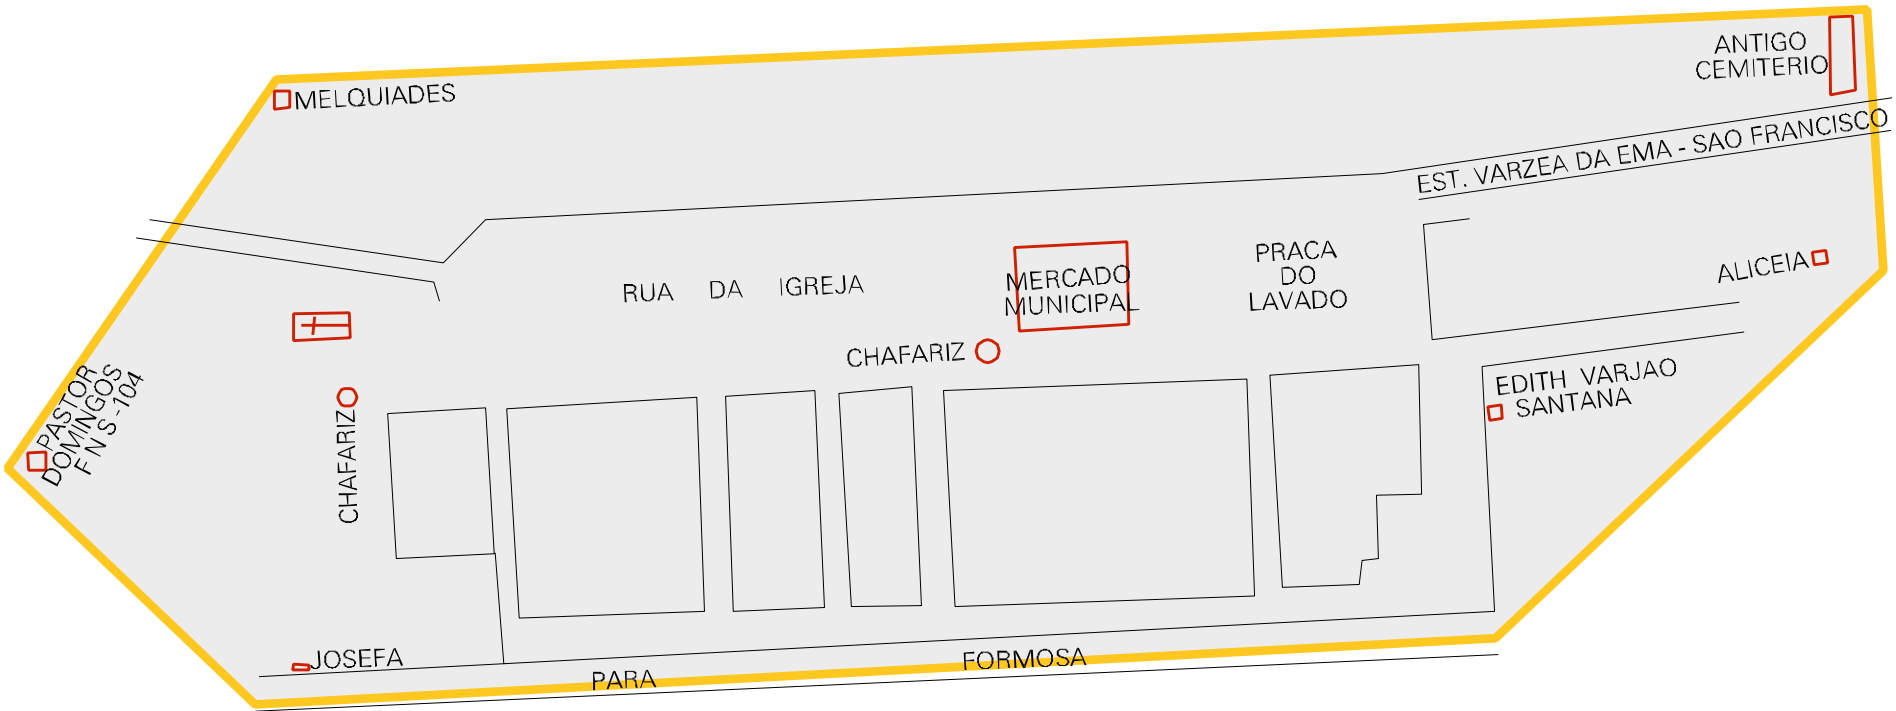 ANTIGO
CEMITERIO
MELQUIADES
EST. VARZEA DA EMA - SAO FRANCISCO
PRACA
DO
LAVADO
ALICEIA
RUA DA IGREJA
MERCADO
MUNICIPAL
CHAFARIZ
PASTOR
DOMINGOS
F N S -104
CHAFARIZ
EDITH VARJAO
SANTANA
JOSEFA
PARA FORMOSA